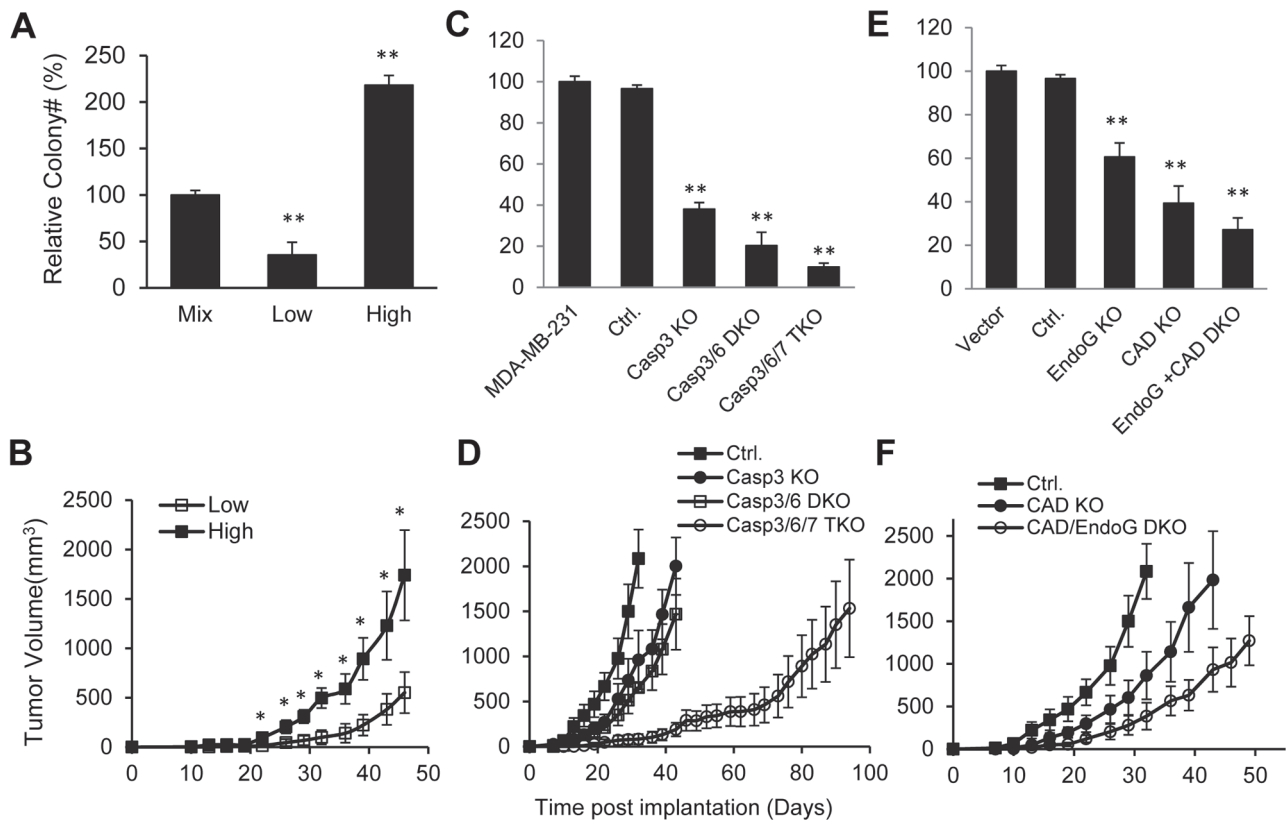 A
Relative Colony# (%)
250
200
150
100
50
0
**
**
Mix Low High
C
120
100
80
60
40
20
0
**
**
**
MDA-MB-231
Ctrl.
Casp3 KO
Casp3/6 DKO
Casp3/6/7 TKO
E
120
100
80
60
40
20
0
**
**
**
Vector
Ctrl.
EndoG KO
CAD KO
EndoG +CAD DKO
B
Tumor Volume(mm³)
2500
2000
1500
1000
500
0
Low
High
* * * * * * * *
0 10 20 30 40 50
D
Ctrl.
Casp3 KO
Casp3/6 DKO
Casp3/6/7 TKO
2500
2000
1500
1000
500
0
0 20 40 60 80 100
F
Ctrl.
CAD KO
CAD/EndoG DKO
2500
2000
1500
1000
500
0
0 10 20 30 40 50
Time post implantation (Days)